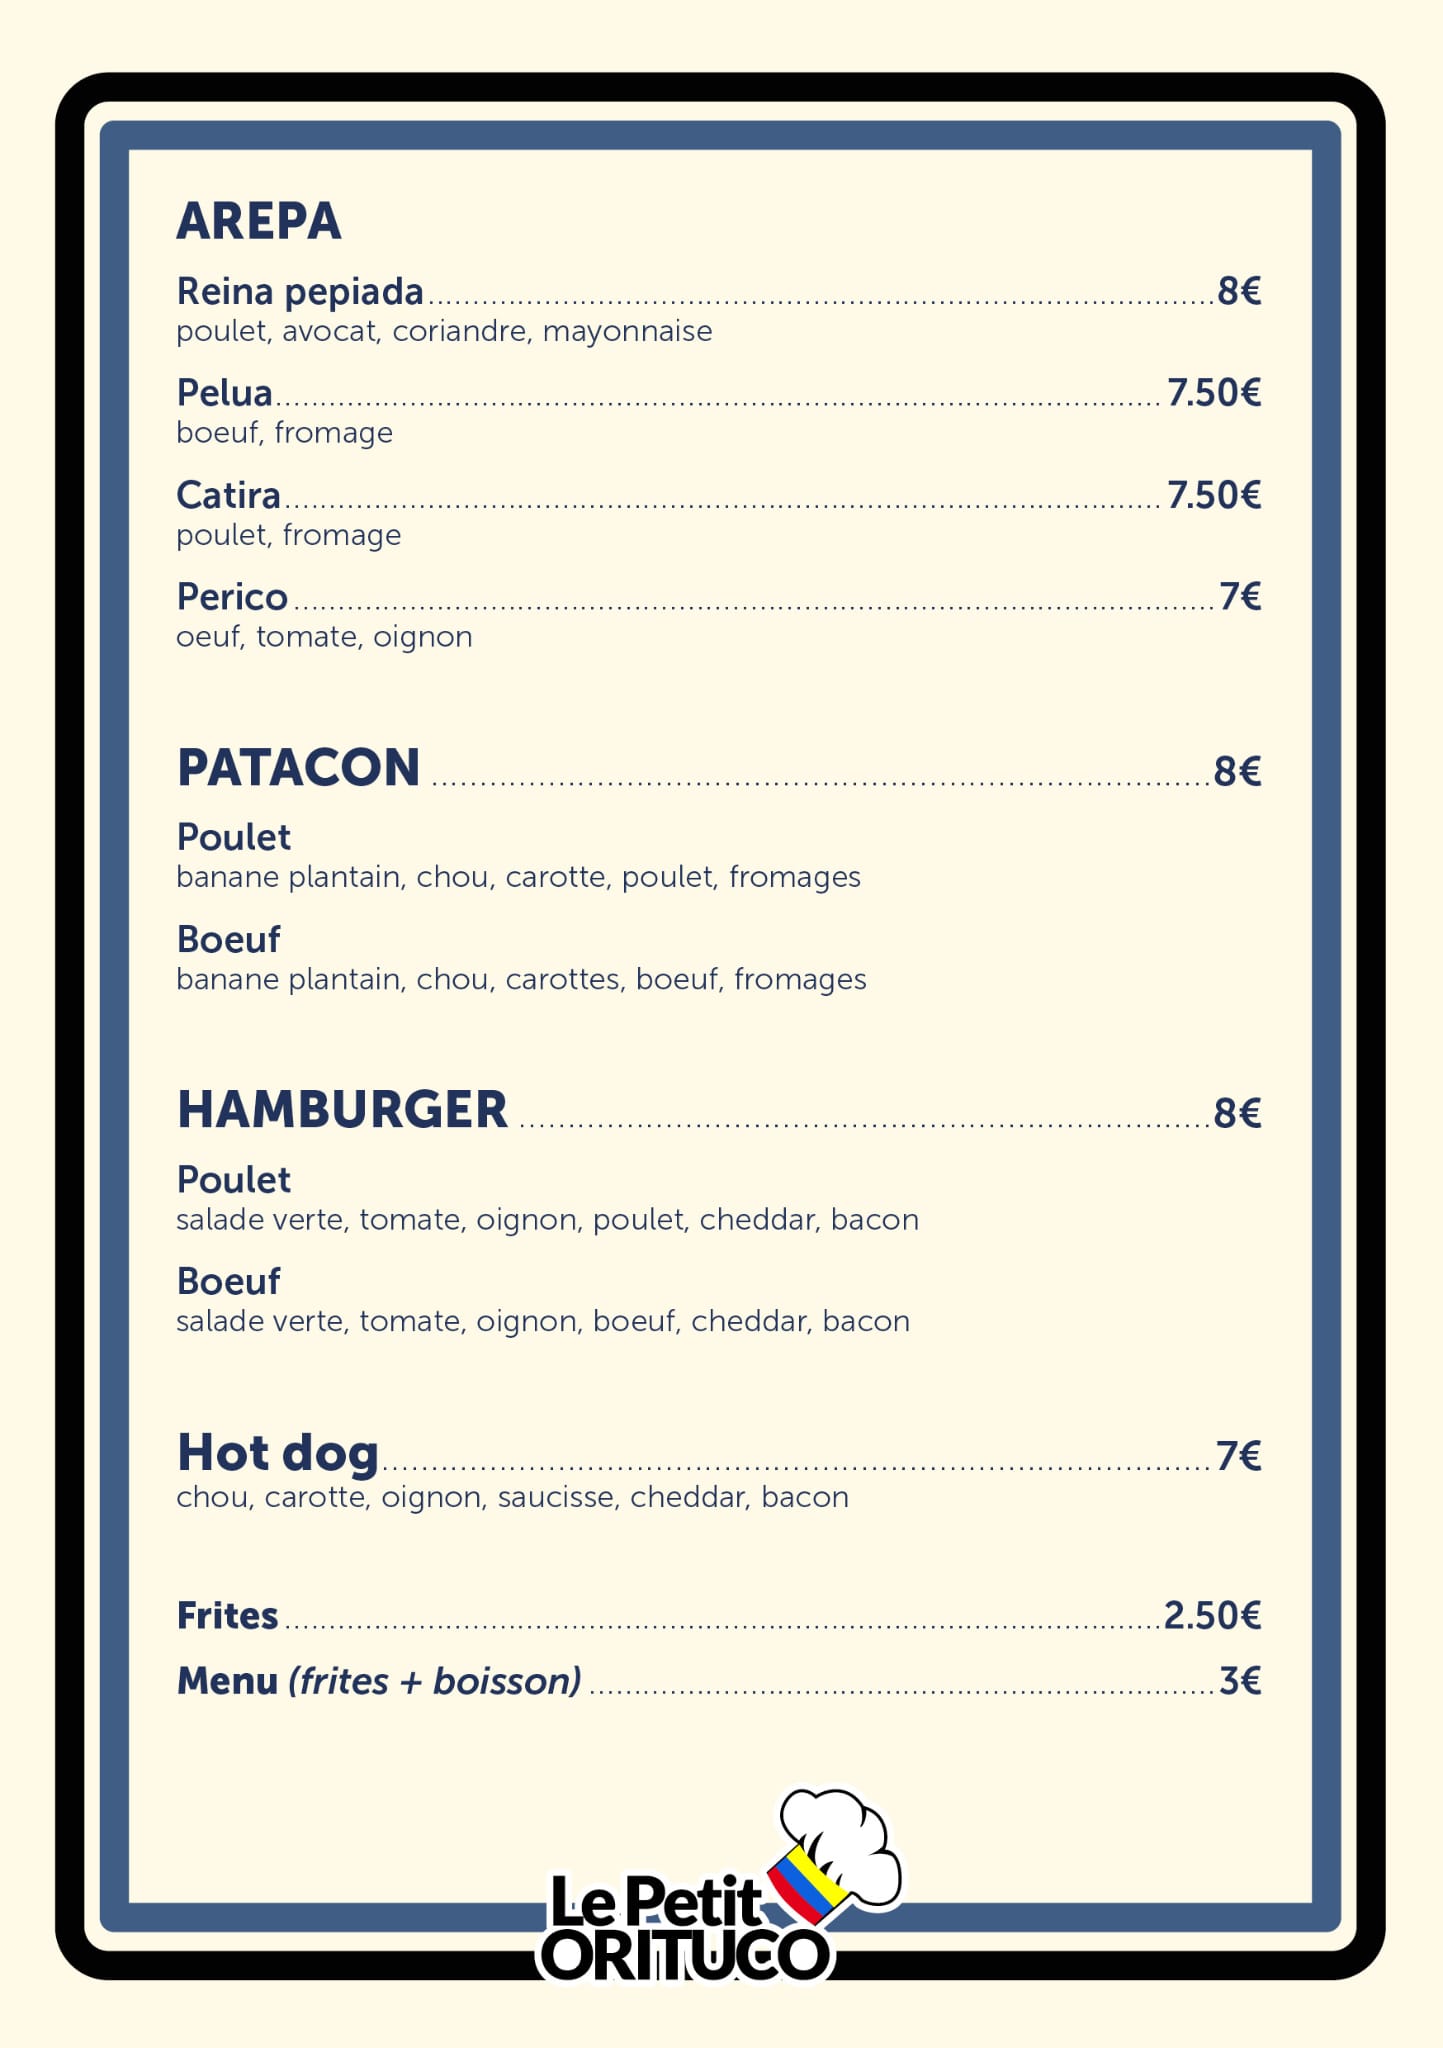 AREPA
Reina pepiada 8€
poulet, avocat, coriandre, mayonnaise
Pelua 7.50€
boeuf, fromage
Catira 7.50€
poulet, fromage
Perico 7€
oeuf, tomate, oignon
PATACON 8€
Poulet
banane plantain, chou, carotte, poulet, fromages
Boeuf
banane plantain, chou, carottes, boeuf, fromages
HAMBURGER 8€
Poulet
salade verte, tomate, oignon, poulet, cheddar, bacon
Boeuf
salade verte, tomate, oignon, boeuf, cheddar, bacon
Hot dog 7€
chou, carotte, oignon, saucisse, cheddar, bacon
Frites 2.50€
Menu (frites + boisson) 3€
Le Petit
ORITUCO